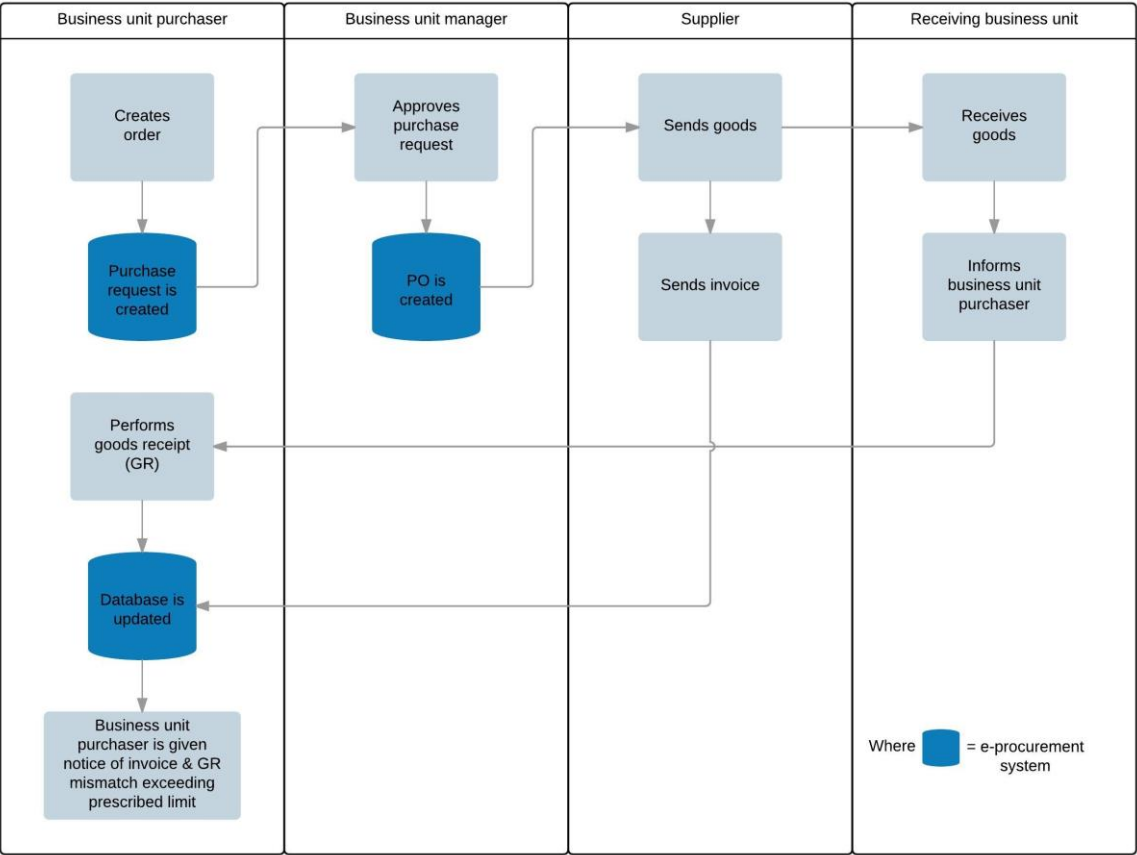 Business unit purchaser
Business unit manager
Supplier
Receiving business unit
Creates
order
Approves
purchase
request
Sends goods
Receives
goods
Purchase
request is
created
PO is
created
Sends invoice
Informs
business unit
purchaser
Performs
goods receipt
(GR)
Database is
updated
Business unit
purchaser is given
notice of invoice & GR
mismatch exceeding
prescribed limit
Where = e-procurement
system